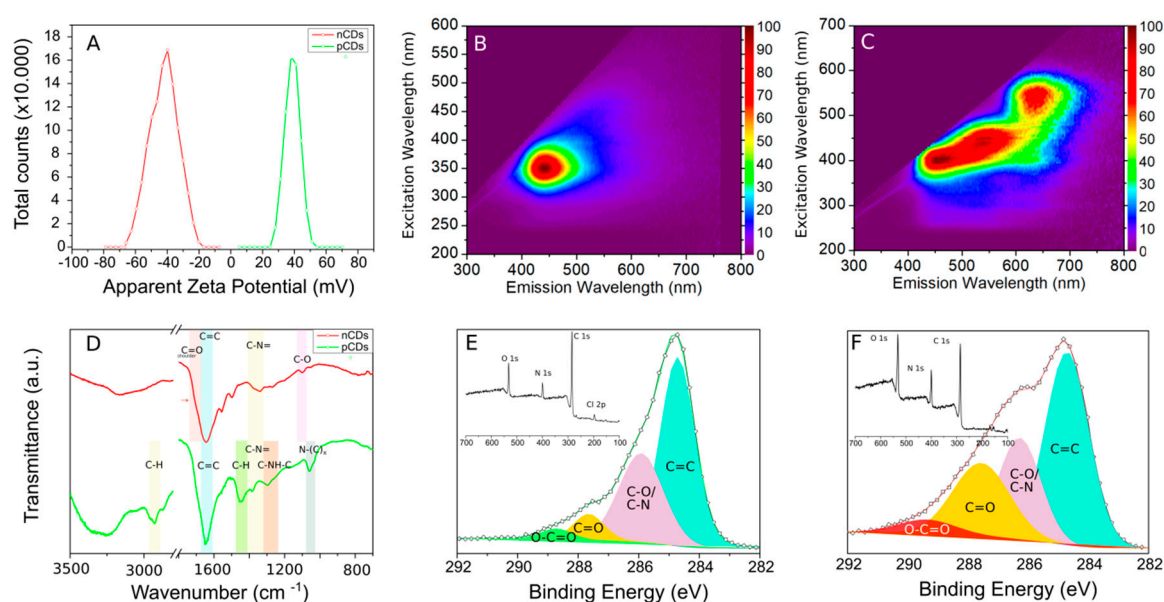 A
nCDs
pCDs
18
16
14
12
10
8
6
4
2
0
Total counts (x10.000)
-100 -80 -60 -40 -20 0 20 40 60 80
Apparent Zeta Potential (mV)
B
600
550
500
450
400
350
300
250
200
Excitation Wavelength (nm)
300 400 500 600 700 800
Emission Wavelength (nm)
100
90
80
70
60
50
40
30
20
10
0
C
700
600
500
400
300
200
Excitation Wavelength (nm)
300 400 500 600 700 800
Emission Wavelength (nm)
100
90
80
70
60
50
40
30
20
10
0
D
nCDs
pCDs
C=C
C=O
shoulder
C-N=
C-O
C-H
C=C
C-H
C-N=
C-NH-C
N-(C)x
Transmittance (a.u.)
3500 3000 1600 1400 1200 1000 800
Wavenumber (cm -1)
E
C 1s
O 1s
N 1s
Cl 2p
700 600 500 400 300 200 100
C=C
C-O/
C-N
C=O
O-C=O
292 290 288 286 284 282
Binding Energy (eV)
F
O 1s
C 1s
N 1s
700 600 500 400 300 200 100
C=C
C-O/
C-N
C=O
O-C=O
292 290 288 286 284 282
Binding Energy (eV)